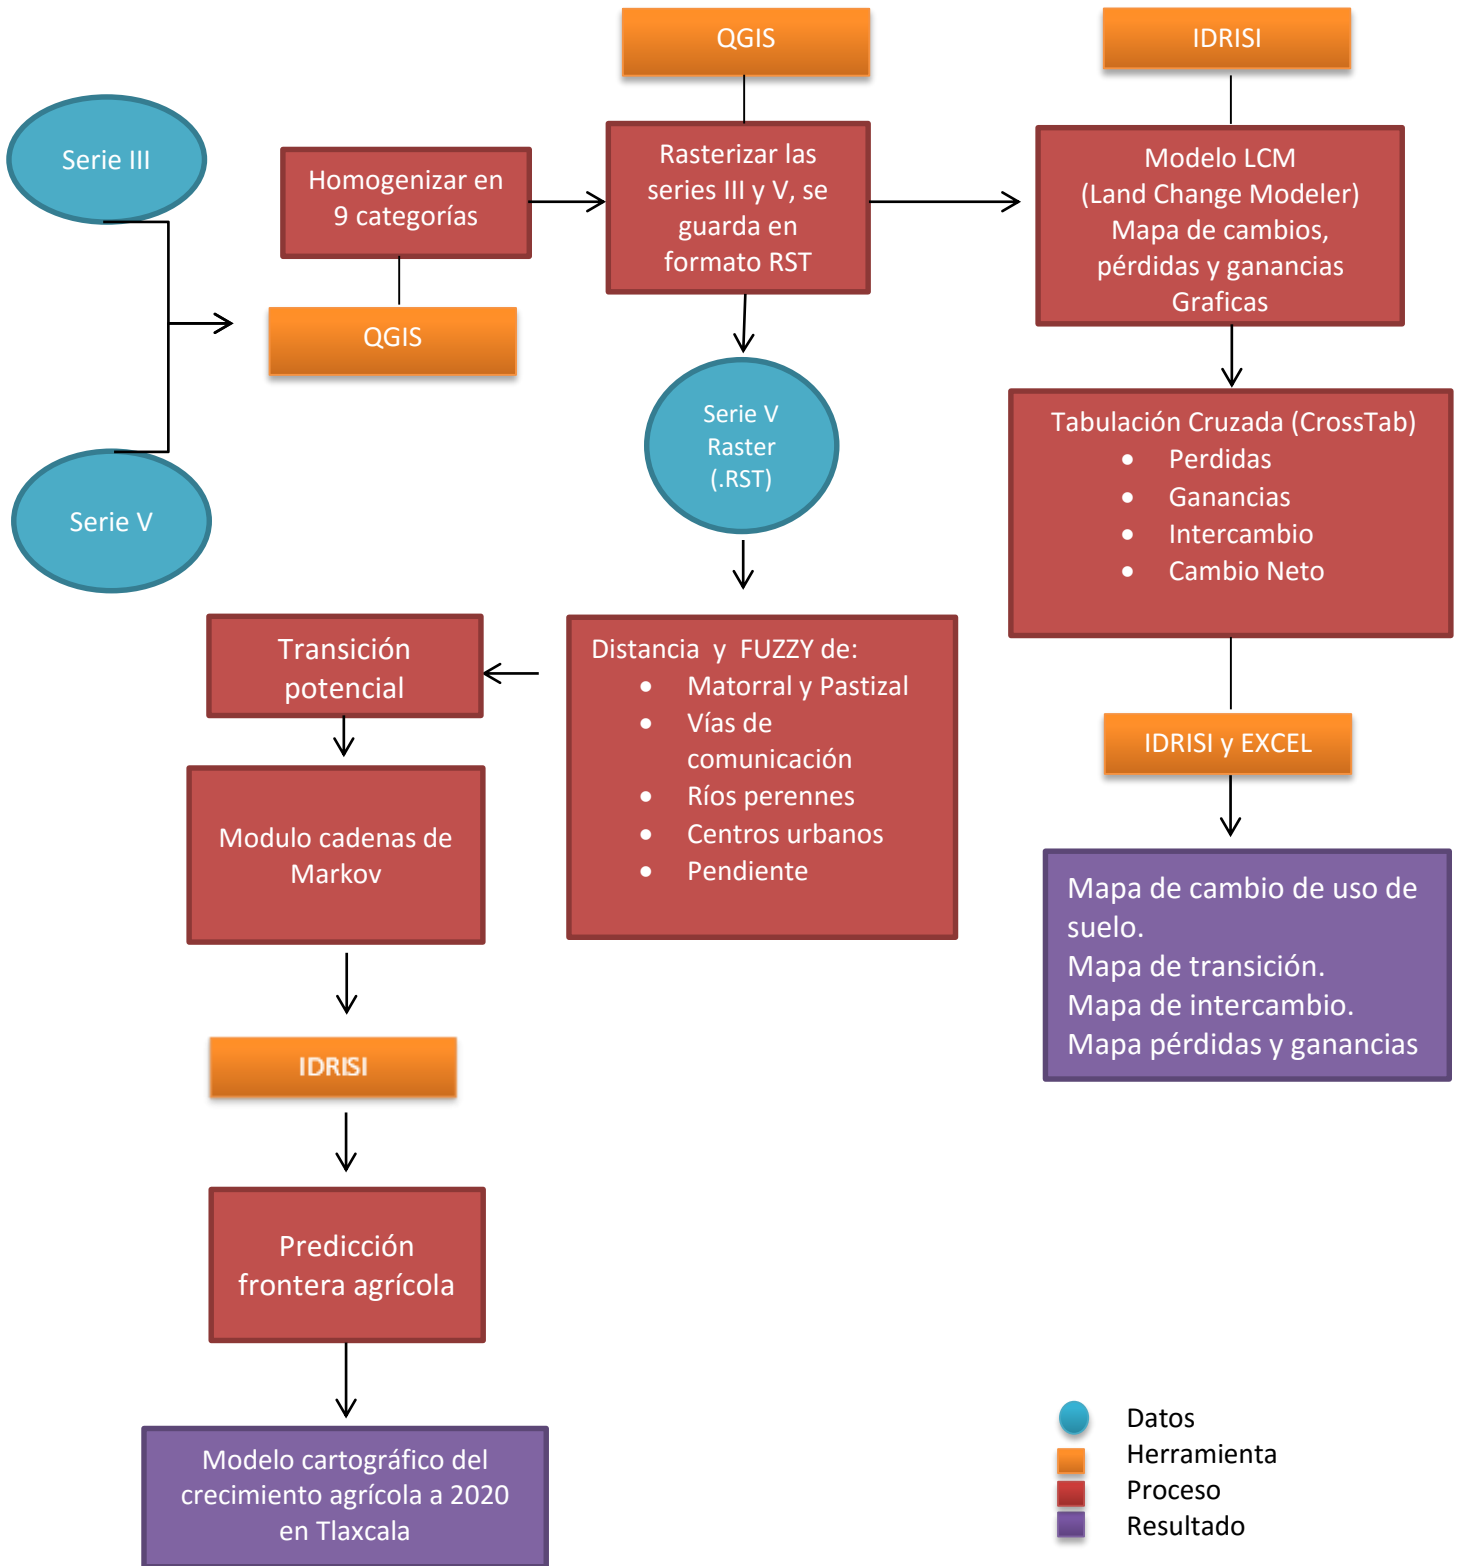 QGIS
IDRISI
Serie III
Homogenizar en
9 categorías
QGIS
Rasterizar las
series III y V, se
guarda en
formato RST
Modelo LCM
(Land Change Modeler)
Mapa de cambios,
pérdidas y ganancias
Graficas
Serie V
Serie V
Raster
(.RST)
Tabulación Cruzada (CrossTab)
• Perdidas
• Ganancias
• Intercambio
• Cambio Neto
Transición
potencial
Distancia y FUZZY de:
• Matorral y Pastizal
• Vías de
comunicación
• Ríos perennes
• Centros urbanos
• Pendiente
IDRISI y EXCEL
Modulo cadenas de
Markov
Mapa de cambio de uso de
suelo.
Mapa de transición.
Mapa de intercambio.
Mapa pérdidas y ganancias
IDRISI
Predicción
frontera agrícola
Modelo cartográfico del
crecimiento agrícola a 2020
en Tlaxcala
Datos
Herramienta
Proceso
Resultado